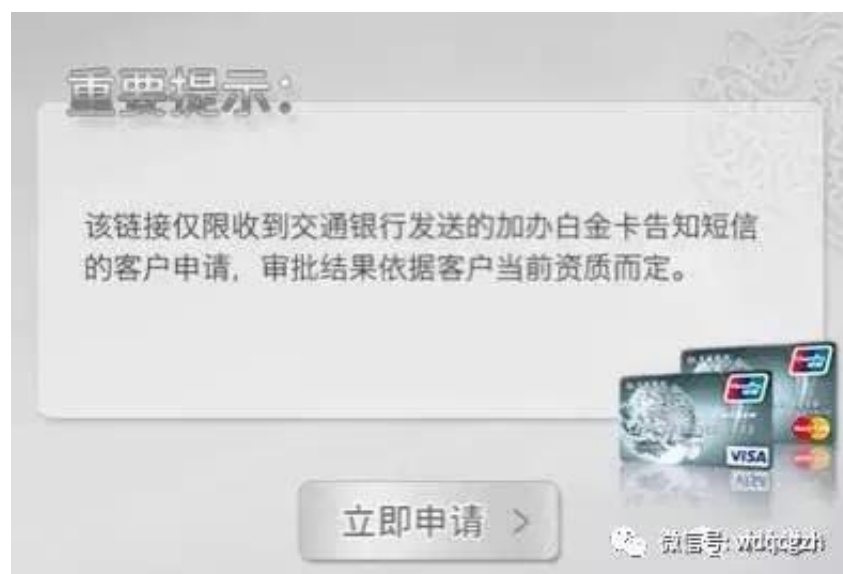 重要提示：
该链接仅限收到交通银行发送的加办白金卡告知短信
的客户申请，审批结果依据客户当前资质而定。
VISA
立即申请 >
微信号: wdqcgzh